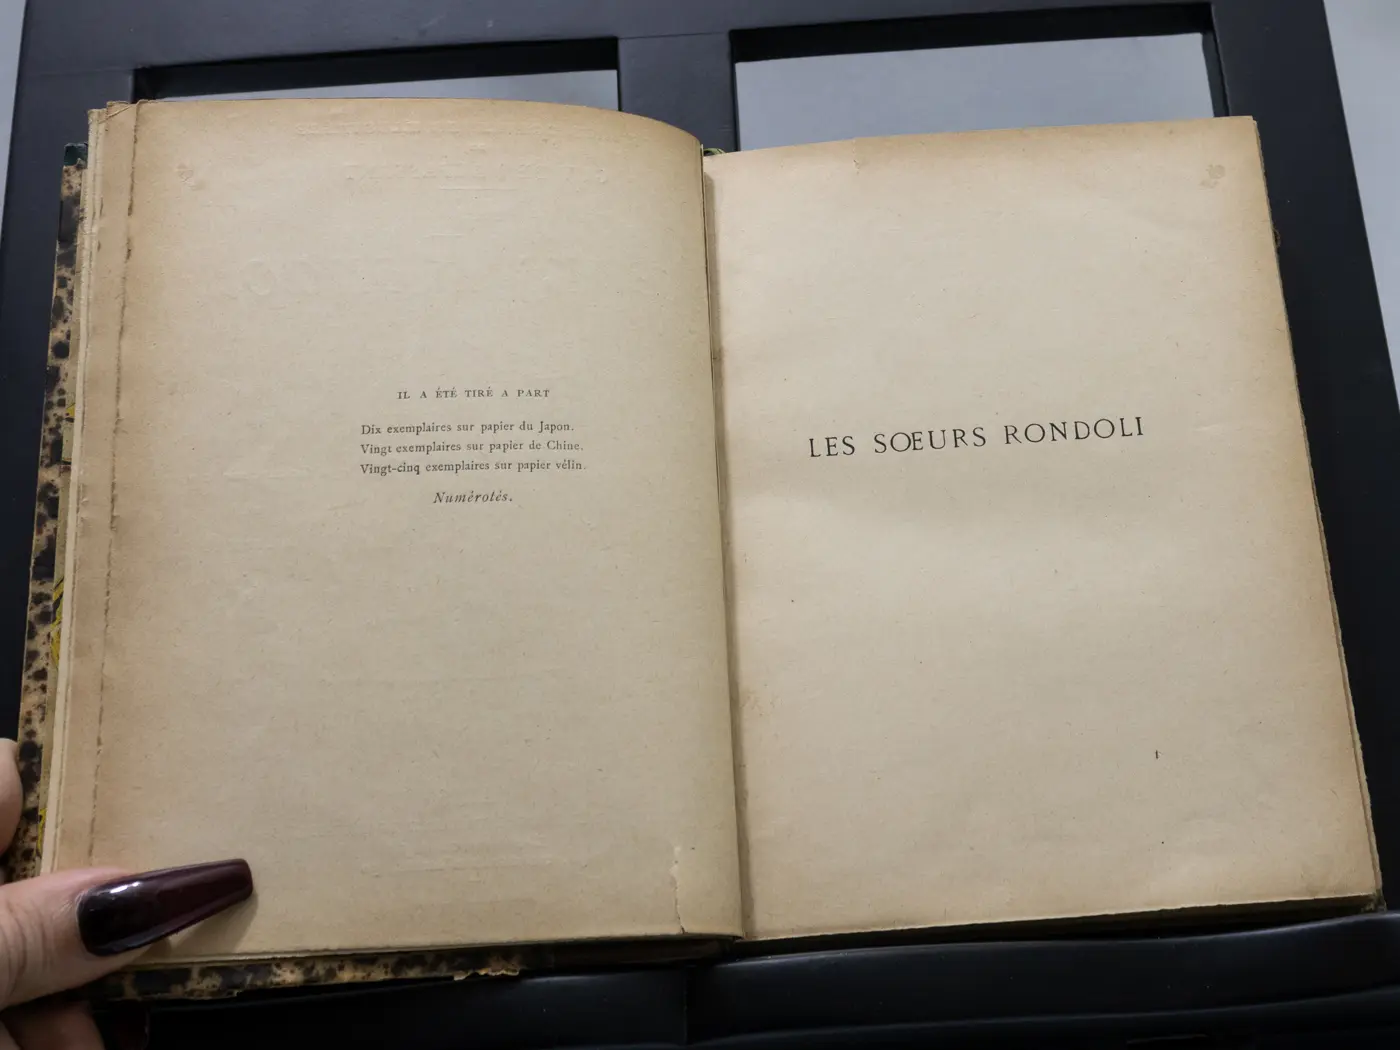 IL A ÉTÉ TIRÉ A PART
Dix exemplaires sur papier du Japon.
Vingt exemplaires sur papier de Chine.
Vingt-cinq exemplaires sur papier vélin.
Numérotés.
LES SŒURS RONDOLI